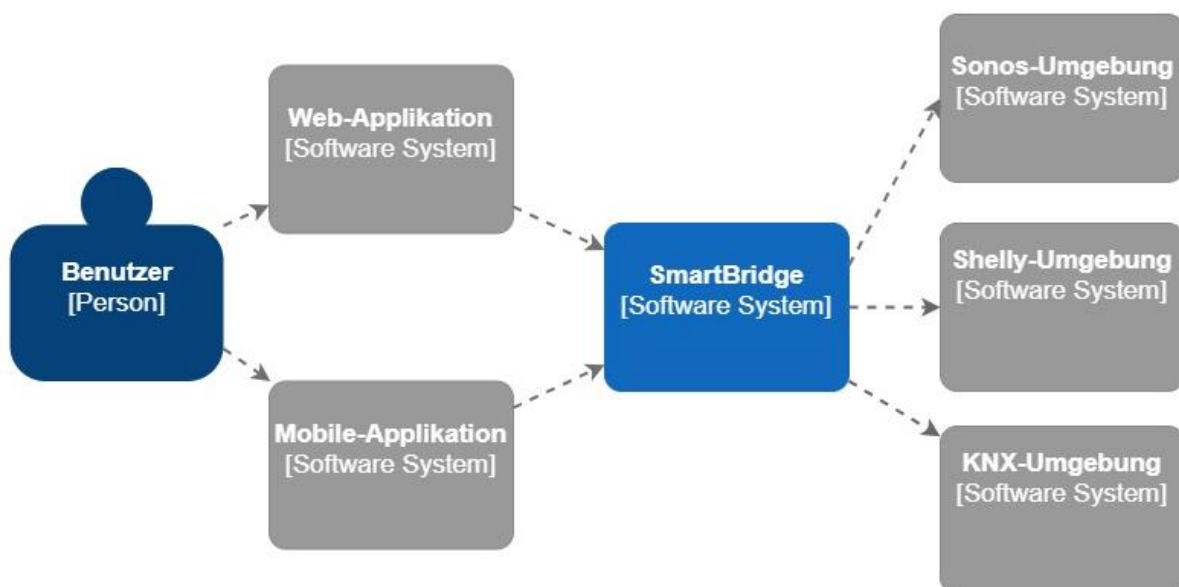 Sonos-Umgebung
[Software System]
Web-Applikation
[Software System]
Benutzer
[Person]
SmartBridge
[Software System]
Shelly-Umgebung
[Software System]
Mobile-Applikation
[Software System]
KNX-Umgebung
[Software System]